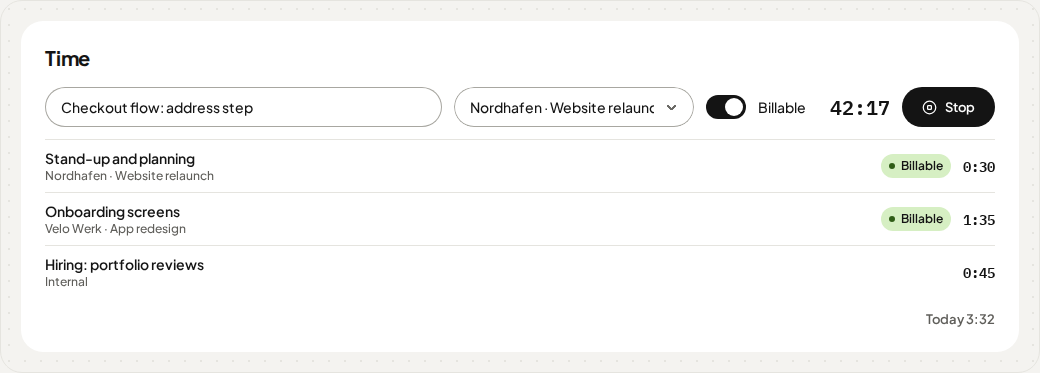 Time
Checkout flow: address step
Nordhafen · Website relaunc
Billable
42:17
Stop
Stand-up and planning
Nordhafen · Website relaunch
Billable
0:30
Onboarding screens
Velo Werk · App redesign
Billable
1:35
Hiring: portfolio reviews
Internal
0:45
Today 3:32